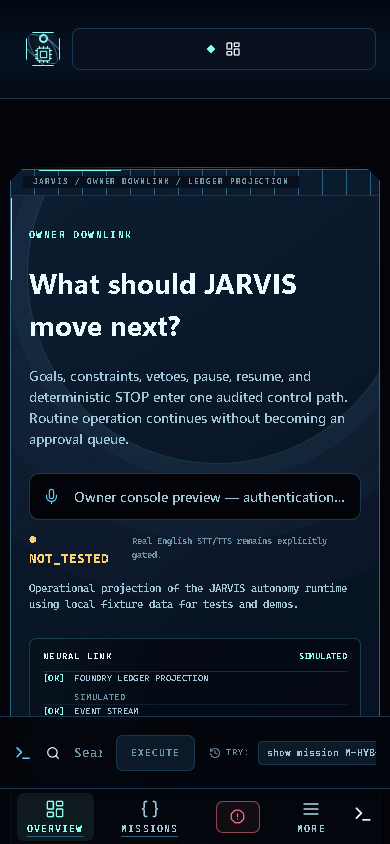 JARVIS / OWNER DOWNLINK / LEDGER PROJECTION
OWNER DOWNLINK
What should JARVIS
move next?
Goals, constraints, vetoes, pause, resume, and
deterministic STOP enter one audited control path.
Routine operation continues without becoming an
approval queue.
Owner console preview — authentication...
NOT_TESTED
Real English STT/TTS remains explicitly
gated.
Operational projection of the JARVIS autonomy runtime
using local fixture data for tests and demos.
NEURAL LINK
SIMULATED
[OK] FOUNDRY LEDGER PROJECTION
SIMULATED
[OK] EVENT STREAM
Sear
EXECUTE
TRY:
show mission M-HYB
OVERVIEW
MISSIONS
MORE